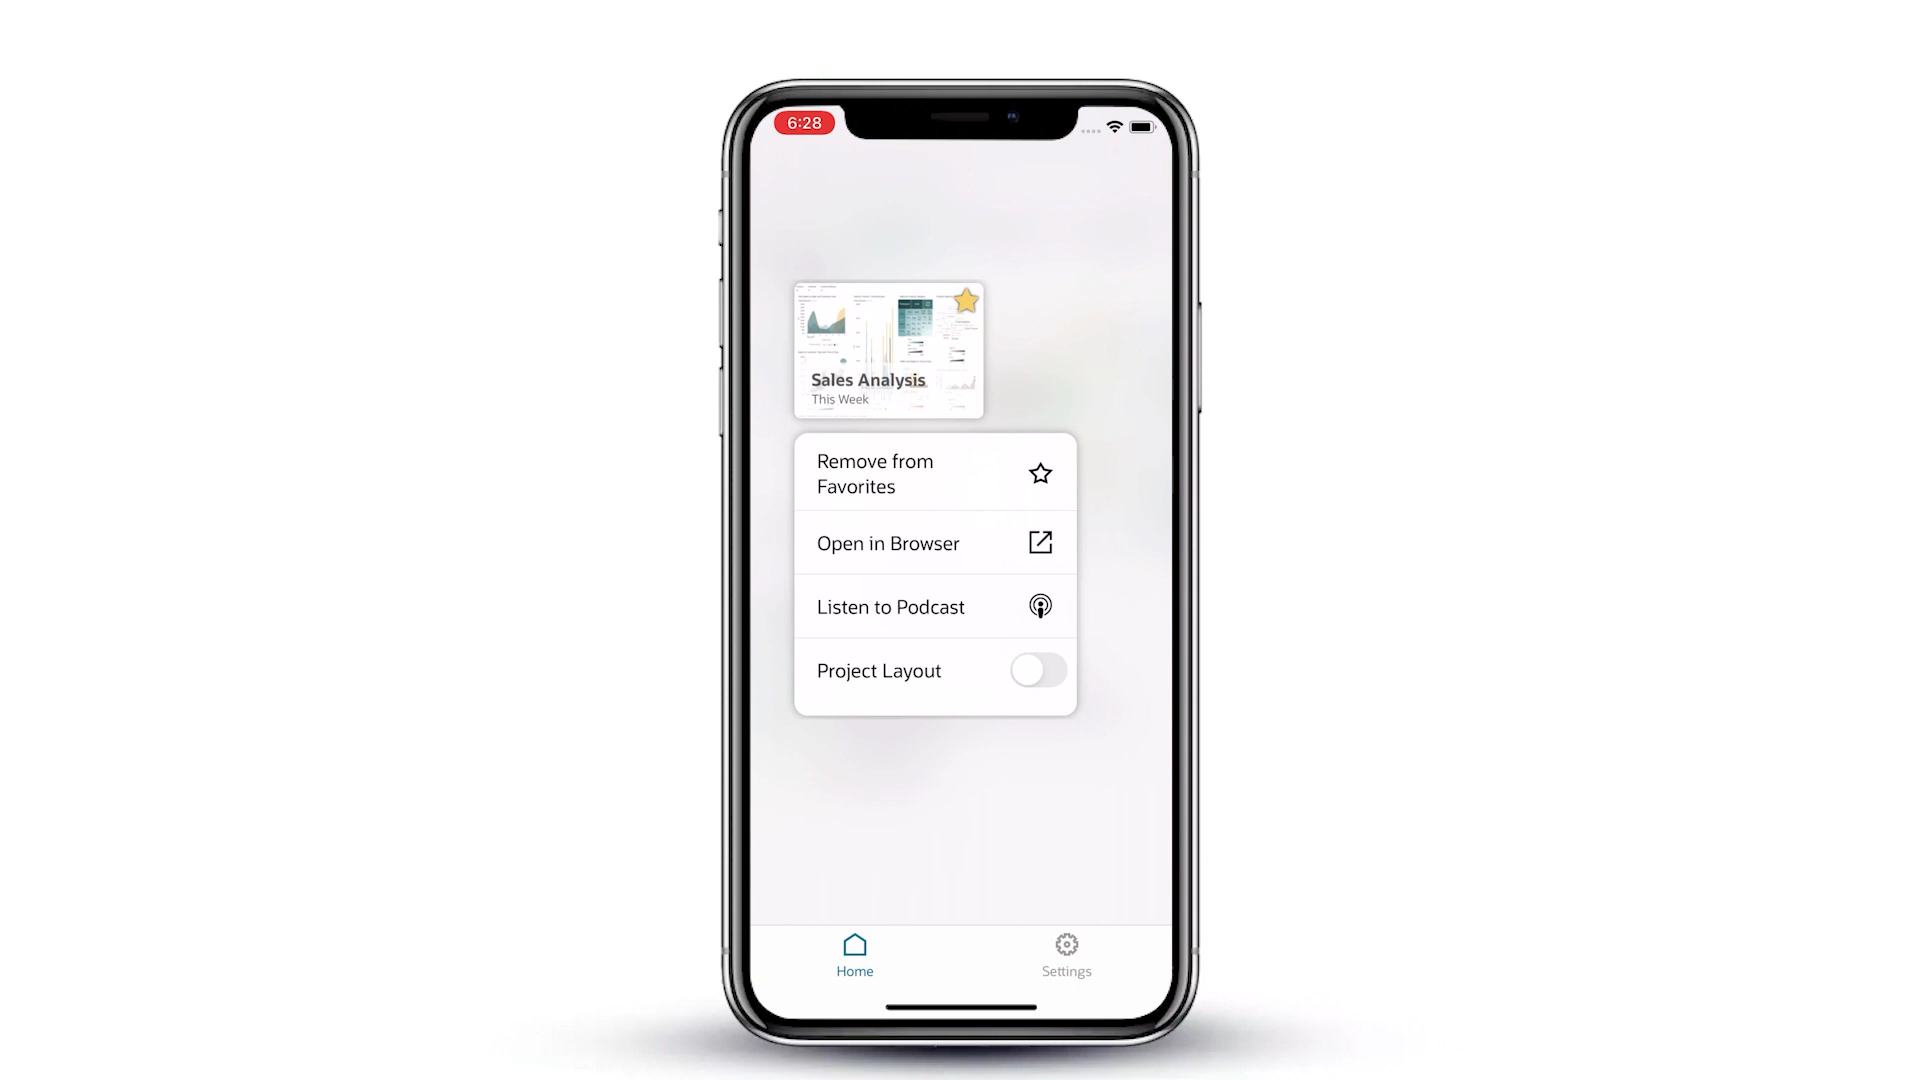 6:28
Sales Analysis
This Week
Remove from
Favorites
Open in Browser
Listen to Podcast
Project Layout
Home
Settings